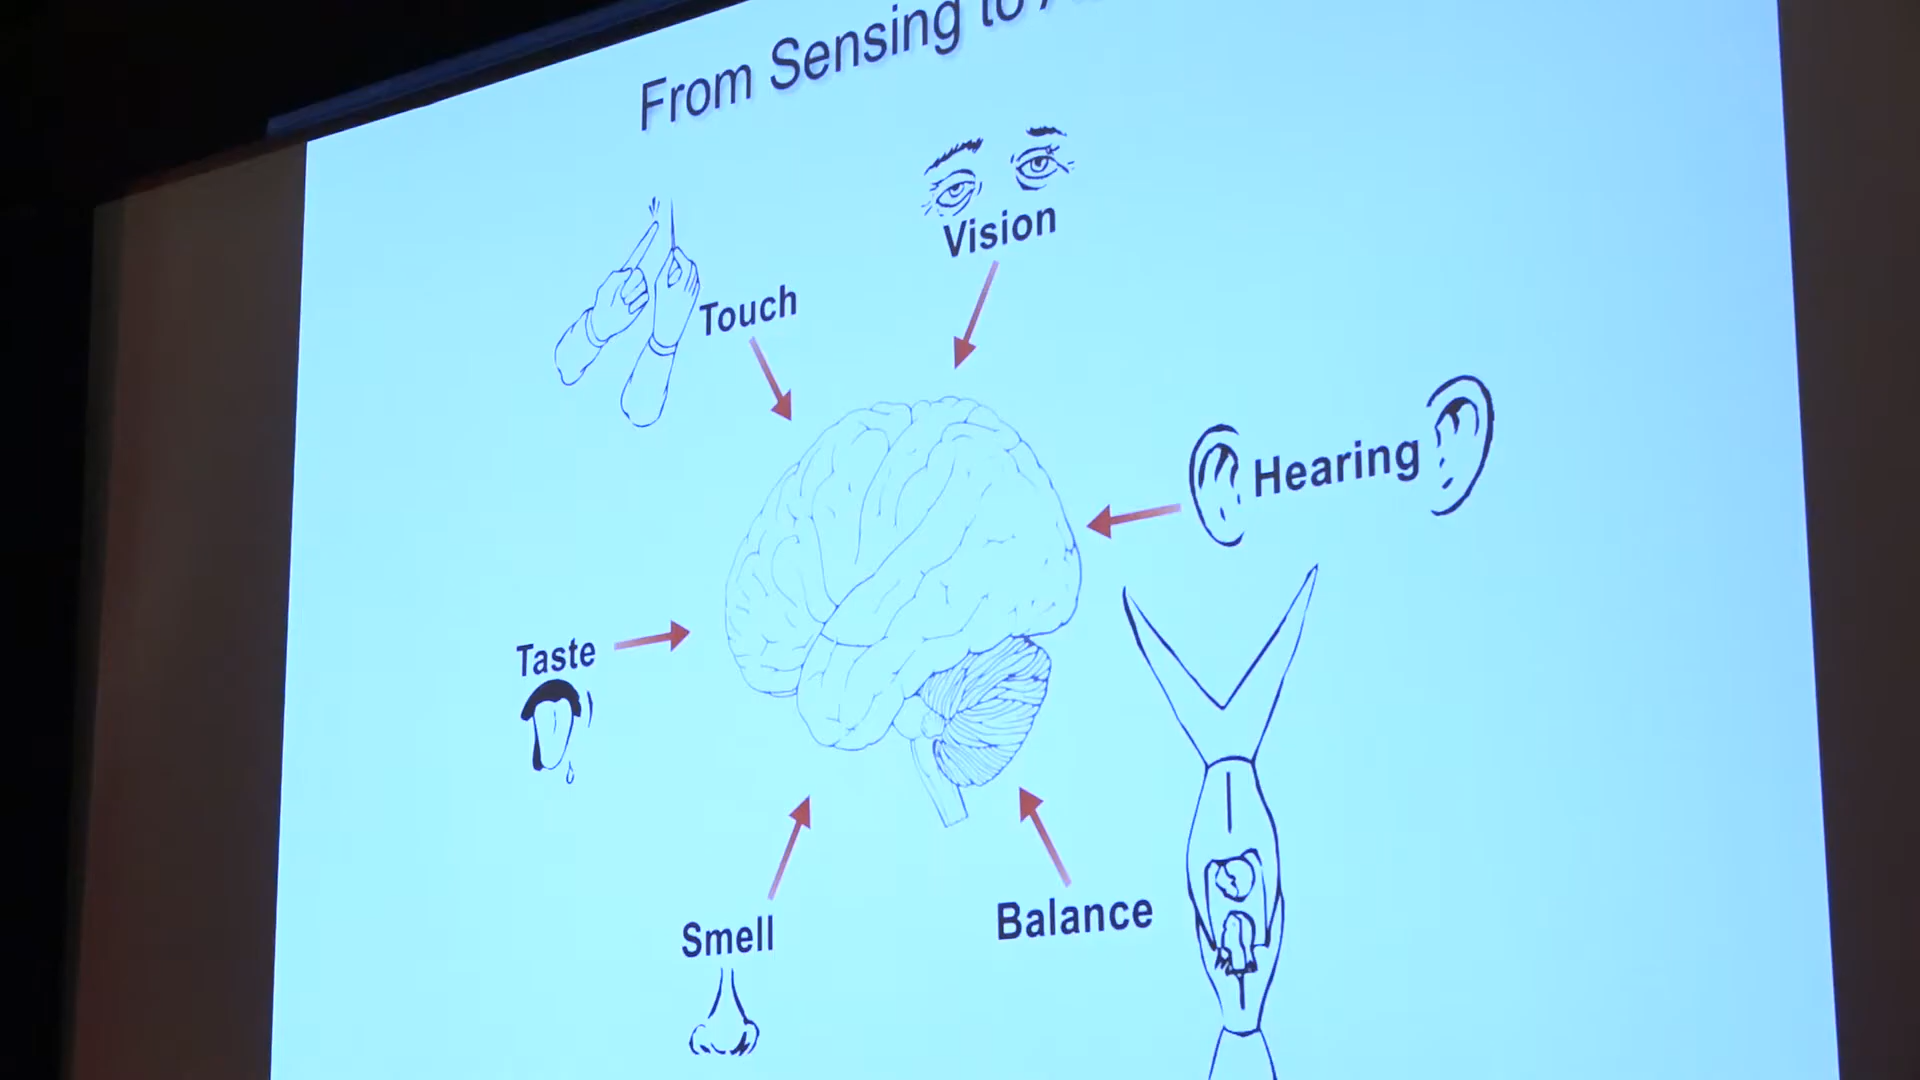 From Sensing to
Vision
Touch
Hearing
Taste
Smell
Balance